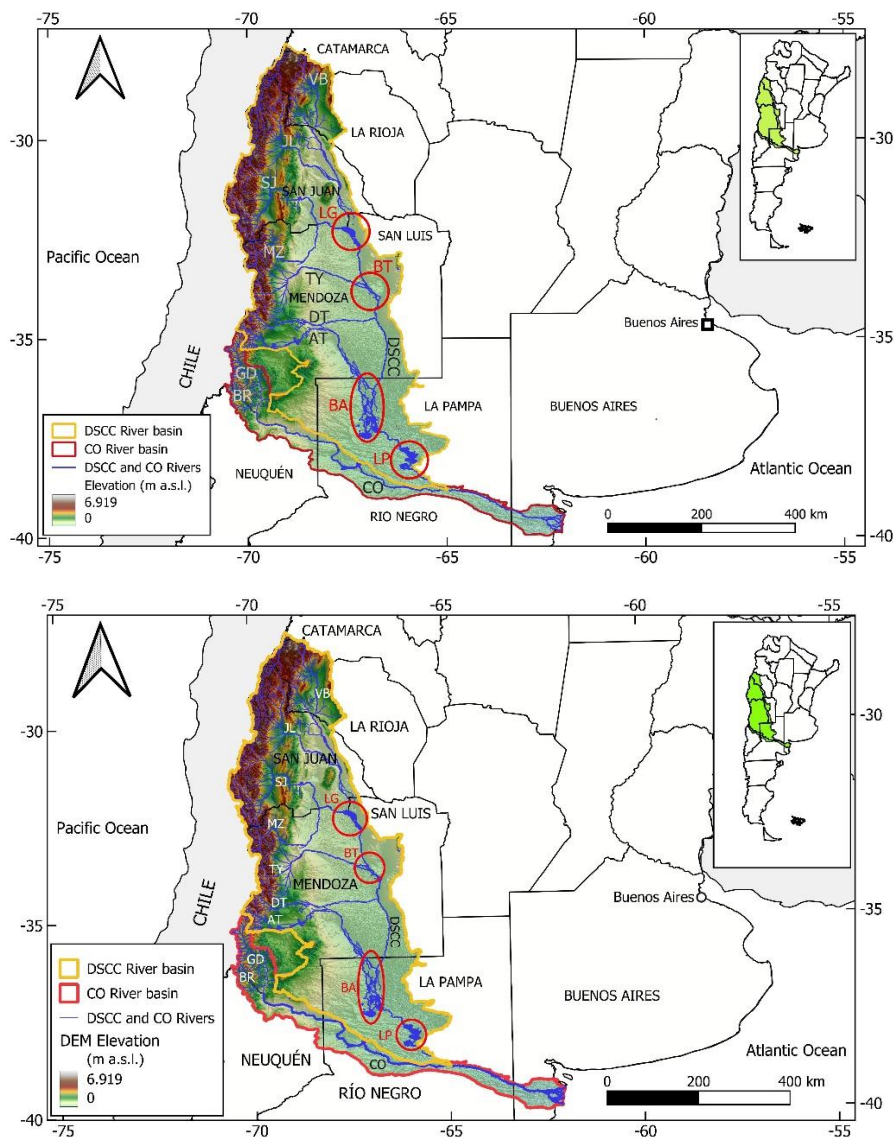 -75
-70
-65
-60
-55
CATAMARCA
VB
-30
-30
LA RIOJA
JL
SJ
SAN JUAN
LG
SAN LUIS
Pacific Ocean
MZ
BT
TY
MENDOZA
DT
AT
Buenos Aires
-35
-35
DSCC
CHILE
GD
BR
BA
LA PAMPA
BUENOS AIRES
DSCC River basin
CO River basin
DSCC and CO Rivers
Elevation (m a.s.l.)
6.919
0
NEUQUÉN
LP
CO
Atlantic Ocean
RIO NEGRO
0 200 400 km
-40
-40
-75
-70
-65
-60
-55
-75
-70
-65
-60
-55
CATAMARCA
VB
-30
-30
LA RIOJA
JL
SAN JUAN
SJ
LG
SAN LUIS
Pacific Ocean
MZ
BT
TY
MENDOZA
DT
AT
Buenos Aires
-35
-35
DSCC
CHILE
GD
BR
BA
LA PAMPA
BUENOS AIRES
DSCC River basin
CO River basin
DSCC and CO Rivers
DEM Elevation
(m a.s.l.)
6.919
0
LP
CO
Atlantic Ocean
NEUQUÉN
RÍO NEGRO
0 200 400 km
-40
-40
-75
-70
-65
-60
-55